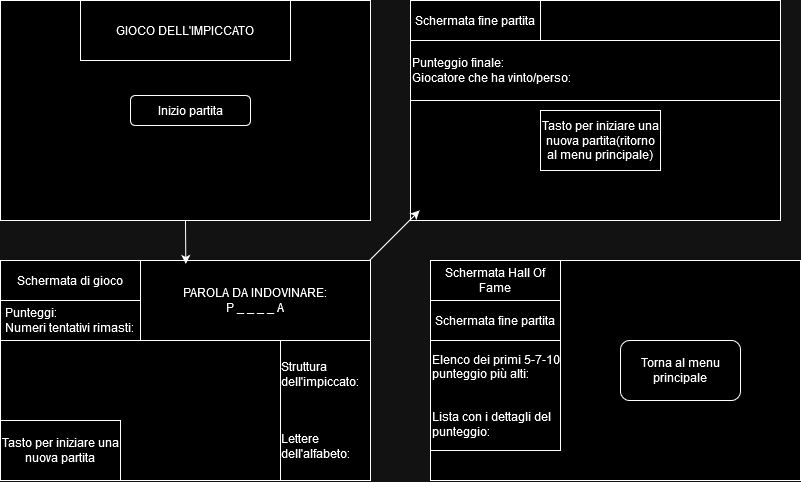 GIOCO DELL'IMPICCATO
Inizio partita
Schermata fine partita
Punteggio finale:
Giocatore che ha vinto/perso:
Tasto per iniziare una
nuova partita(ritorno
al menu principale)
Schermata di gioco
Punteggi:
Numeri tentativi rimasti:
PAROLA DA INDOVINARE:
P _ _ _ _ A
Struttura
dell'impiccato:
Lettere
dell'alfabeto:
Tasto per iniziare una
nuova partita
Schermata Hall Of
Fame
Schermata fine partita
Elenco dei primi 5-7-10
punteggio più alti:
Lista con i dettagli del
punteggio:
Torna al menu
principale